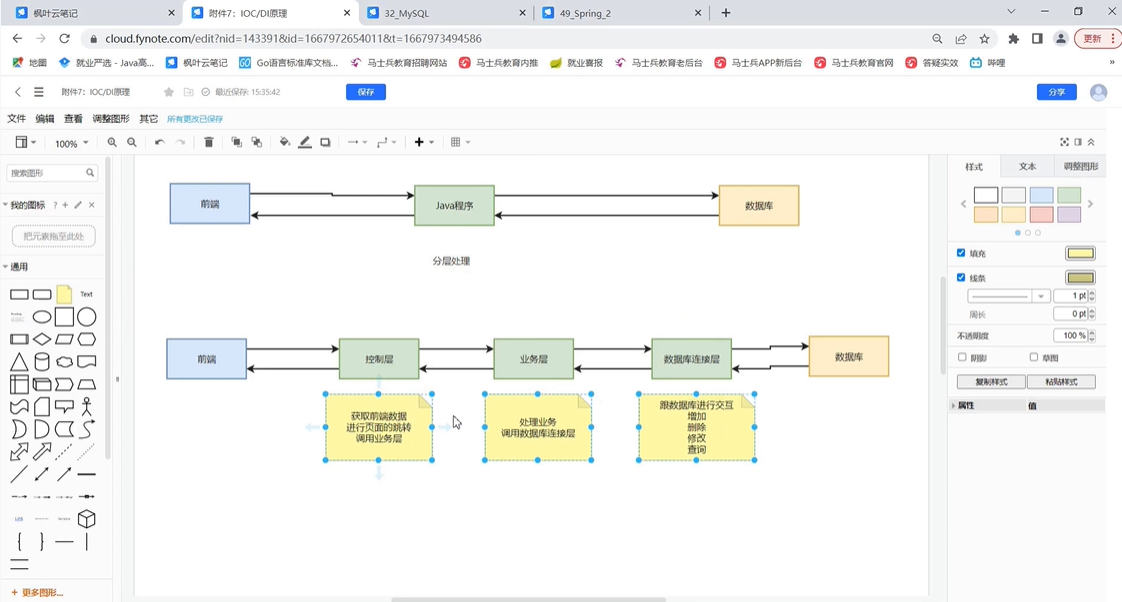 枫叶云笔记
附件7：IOC/DI原理
32_MySQL
49_Spring_2
cloud.fynote.com/edit?nid=143391&id=1667972654011&t=1667973494586
更新
地图
就业严选 - Java高...
枫叶云笔记
Go语言标准库文档...
马士兵教育招聘网站
马士兵教育内推
就业喜报
马士兵教育老后台
马士兵APP新后台
马士兵教育官网
答疑实效
哔哩
附件7：IOC/DI原理
最近保存: 15:35:42
保存
分享
文件 编辑 查看 调整图形 其它 所有更改已保存
100%
搜索图形
我的图标
把元素拖至此处
通用
Text
更多图形...
前端
Java程序
数据库
分层处理
前端
控制层
业务层
数据库连接层
数据库
获取前端数据
进行页面的跳转
调用业务层
处理业务
调用数据库连接层
跟数据库进行交互
增加
删除
修改
查询
样式 文本 调整图形
填充
线条
1 pt
周长
0 pt
不透明度
100 %
阴影
草图
复制样式
粘贴样式
属性
值